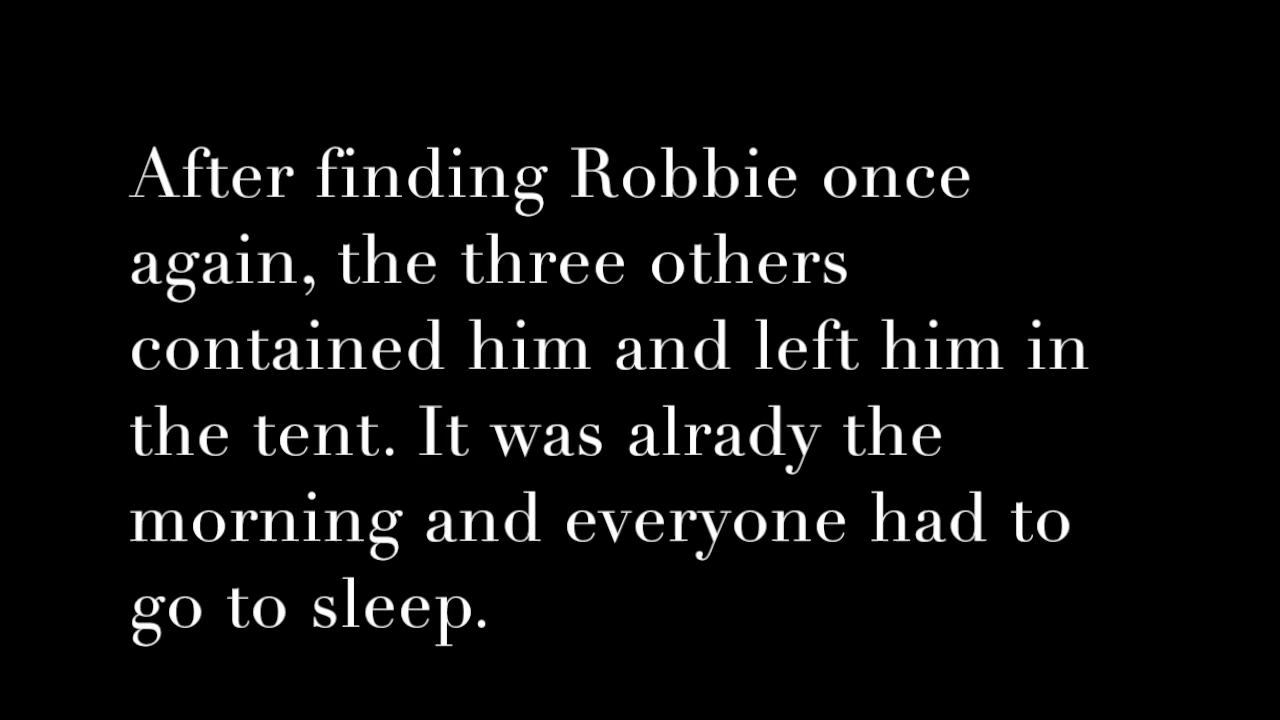 After finding Robbie once
again, the three others
contained him and left him in
the tent. It was alrady the
morning and everyone had to
go to sleep.